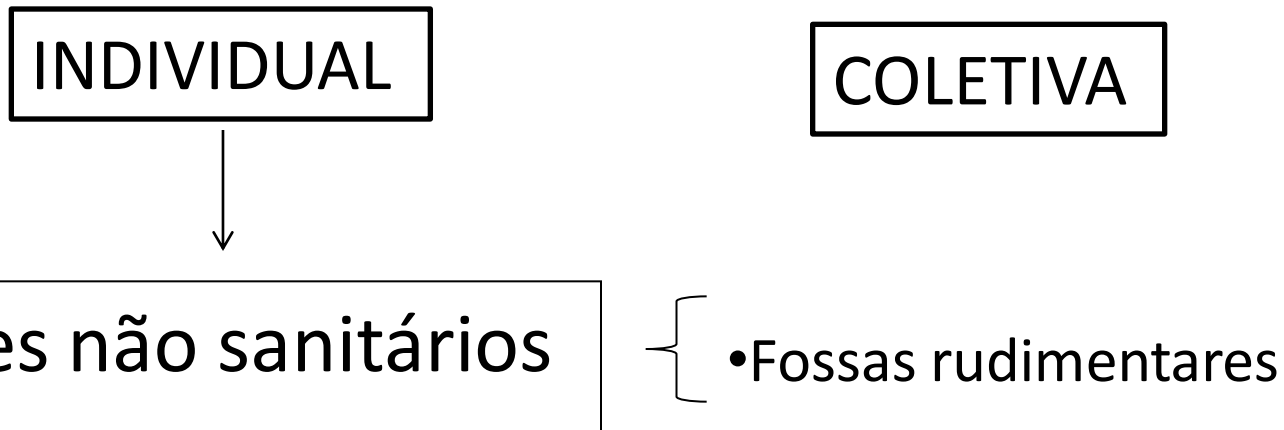 INDIVIDUAL
COLETIVA
es não sanitários
•Fossas rudimentares